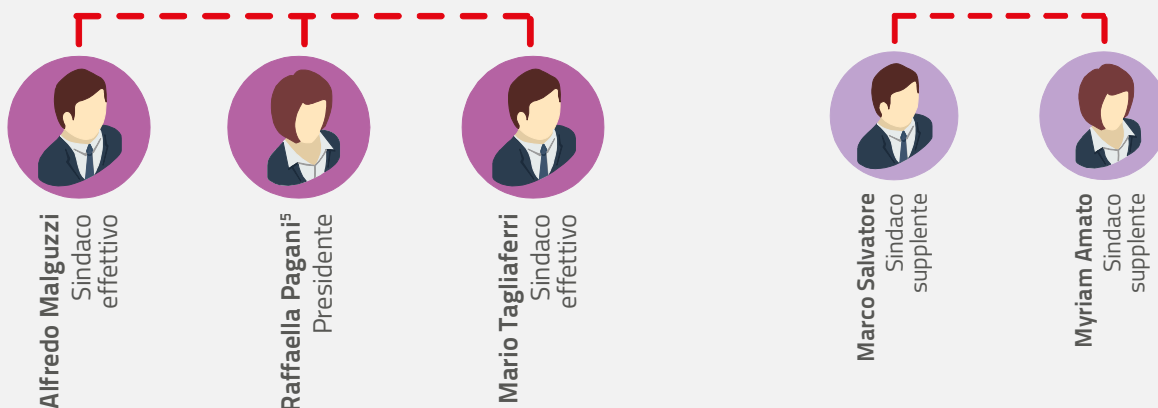 Alfredo Malguzzi
Sindaco
effettivo
Raffaella Pagani⁵
Presidente
Mario Tagliaferri
Sindaco
effettivo
Marco Salvatore
Sindaco
supplente
Myriam Amato
Sindaco
supplente